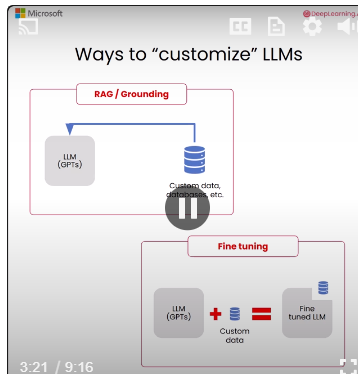 Microsoft
DeepLearning.A
CC
Ways to “customize” LLMs
RAG / Grounding
LLM
(GPTs)
Custom data,
databases, etc.
Fine tuning
LLM
(GPTs)
Custom
data
Fine
tuned LLM
3:21 / 9:16